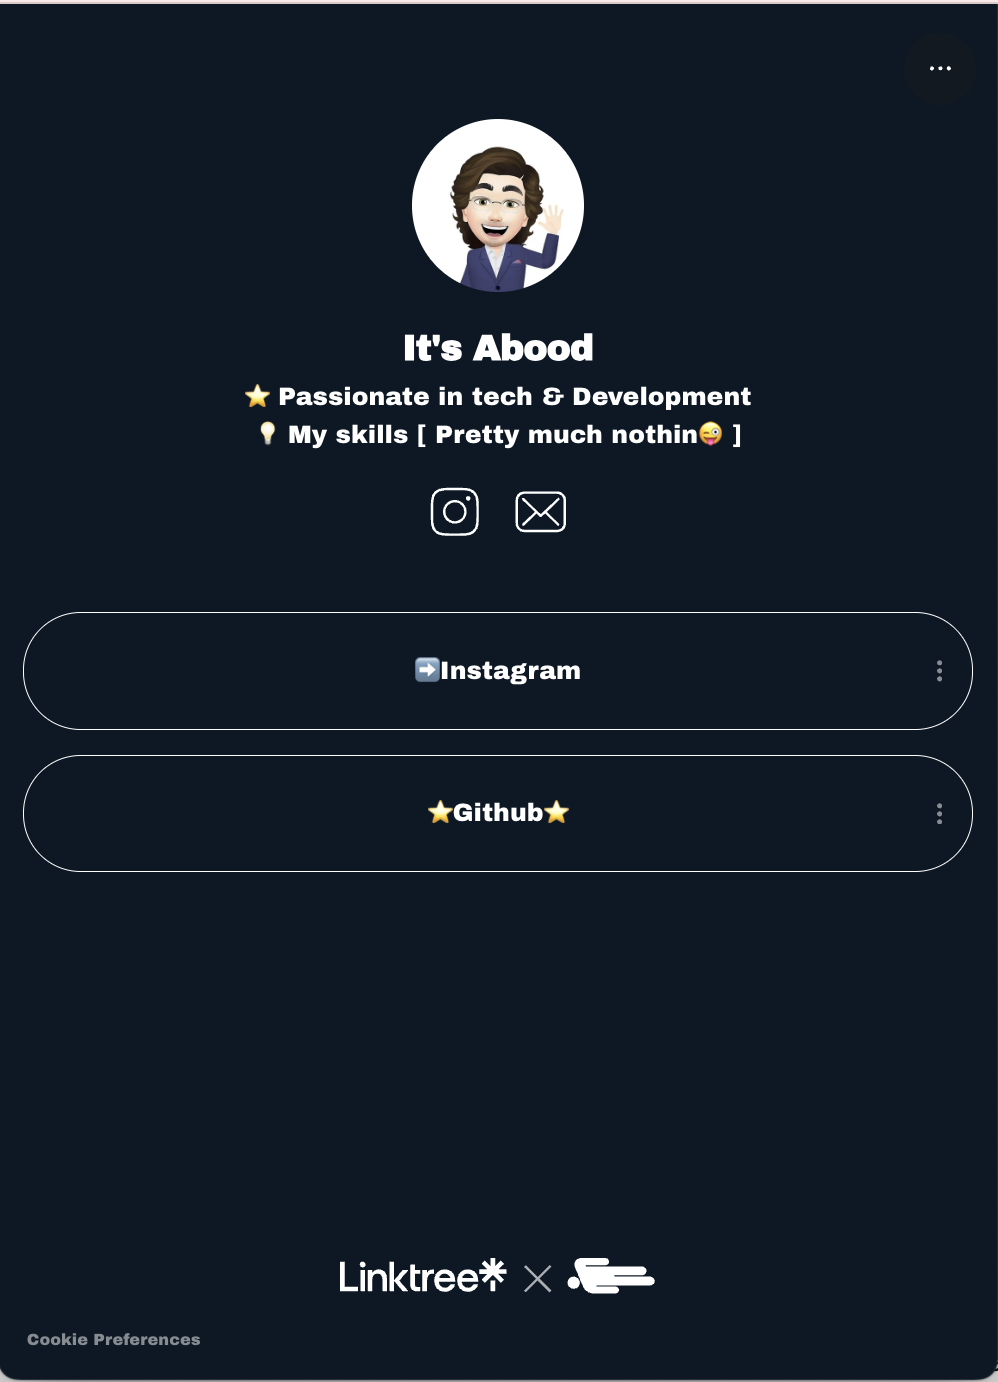 It's Abood
⭐ Passionate in tech & Development
💡 My skills [ Pretty much nothin😜 ]
➡️Instagram
⭐Github⭐
Linktree
Cookie Preferences